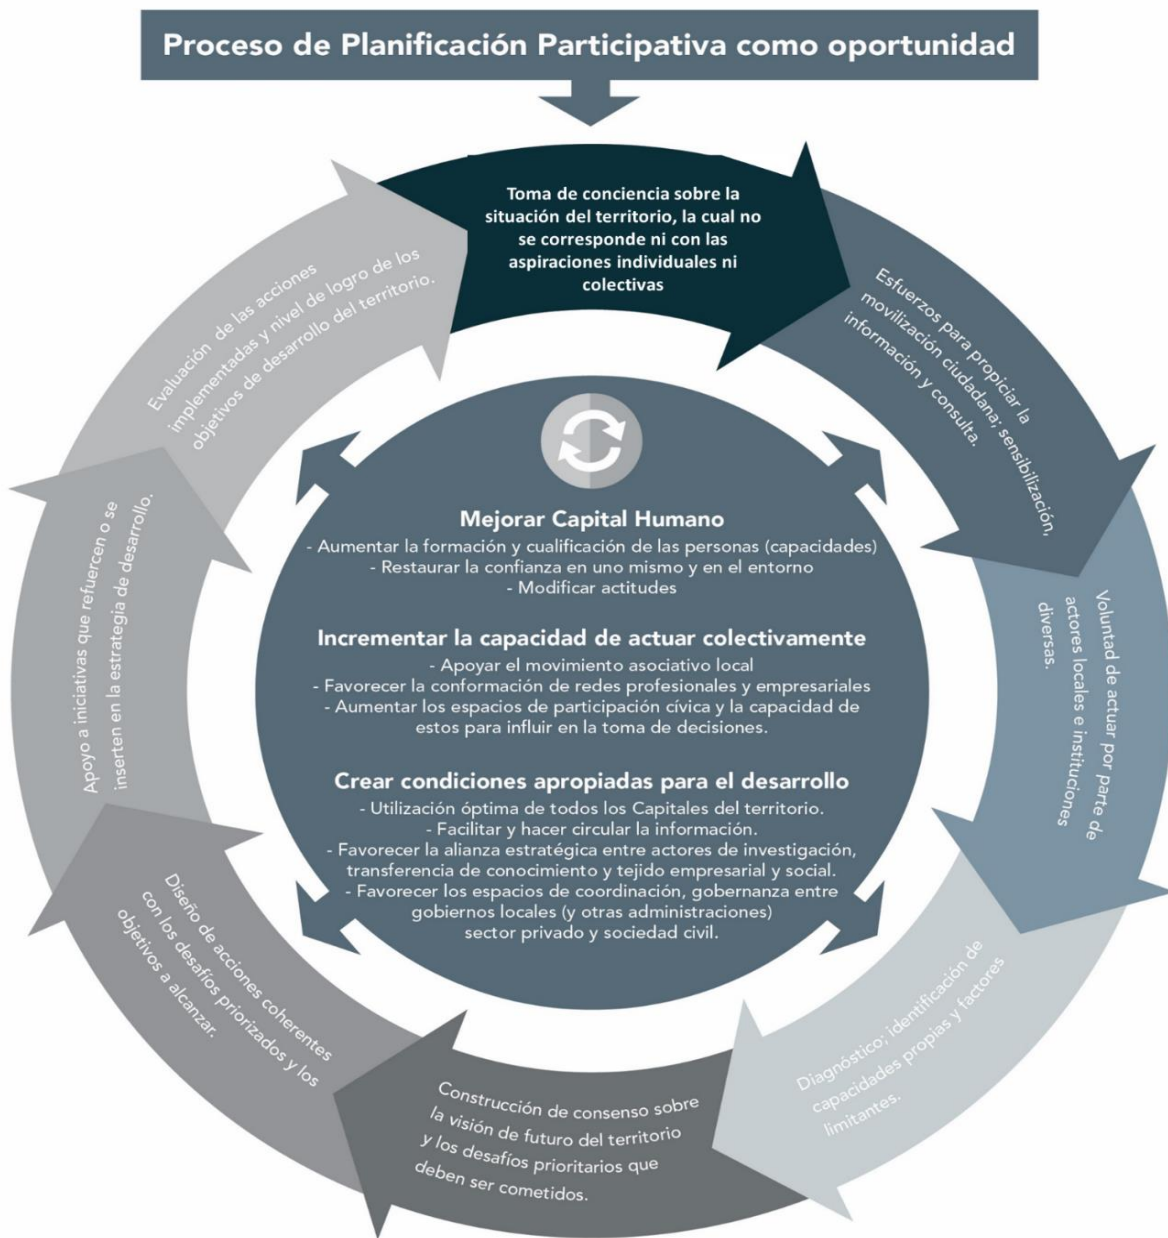 Proceso de Planificación Participativa como oportunidad
Toma de conciencia sobre la
situación del territorio, la cual no
se corresponde ni con las
aspiraciones individuales ni
colectivas
Esfuerzos para propiciar la
movilización ciudadana; sensibilización,
información y consulta.
Voluntad de actuar por parte de
actores locales e instituciones
diversas.
Diagnóstico; identificación de
capacidades propias y factores
limitantes.
Construcción de consenso sobre
la visión de futuro del territorio
y los desafíos prioritarios que
deben ser cometidos.
Diseño de acciones coherentes
con los desafíos priorizados y los
objetivos a alcanzar.
Apoyo a iniciativas que refuercen o se
inserten en la estrategia de desarrollo.
Evaluación de las acciones
implementadas y nivel de logro de los
objetivos de desarrollo del territorio.
Mejorar Capital Humano
- Aumentar la formación y cualificación de las personas (capacidades)
- Restaurar la confianza en uno mismo y en el entorno
- Modificar actitudes
Incrementar la capacidad de actuar colectivamente
- Apoyar el movimiento asociativo local
- Favorecer la conformación de redes profesionales y empresariales
- Aumentar los espacios de participación cívica y la capacidad de
estos para influir en la toma de decisiones.
Crear condiciones apropiadas para el desarrollo
- Utilización óptima de todos los Capitales del territorio.
- Facilitar y hacer circular la información.
- Favorecer la alianza estratégica entre actores de investigación,
transferencia de conocimiento y tejido empresarial y social.
- Favorecer los espacios de coordinación, gobernanza entre
gobiernos locales (y otras administraciones)
sector privado y sociedad civil.